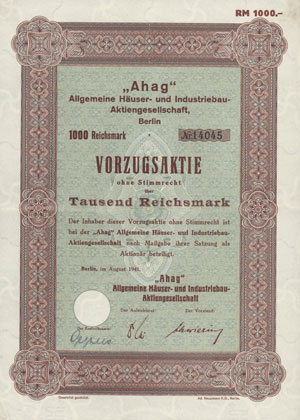 RM 1000.–
„Ahag"
Allgemeine Häuser- und Industriebau-
Aktiengesellschaft,
Berlin
1000 Reichsmark
№ 14045
VORZUGSAKTIE
ohne Stimmrecht
über
Tausend Reichsmark
Der Inhaber dieser Vorzugsaktie ohne Stimmrecht ist
bei der „Ahag" Allgemeine Häuser- und Industriebau-
Aktiengesellschaft nach Maßgabe ihrer Satzung als
Aktionär beteiligt.
Berlin, im August 1941
„Ahag"
Allgemeine Häuser- und Industriebau-
Aktiengesellschaft
Der Aufsichtsrat
Der Vorstand